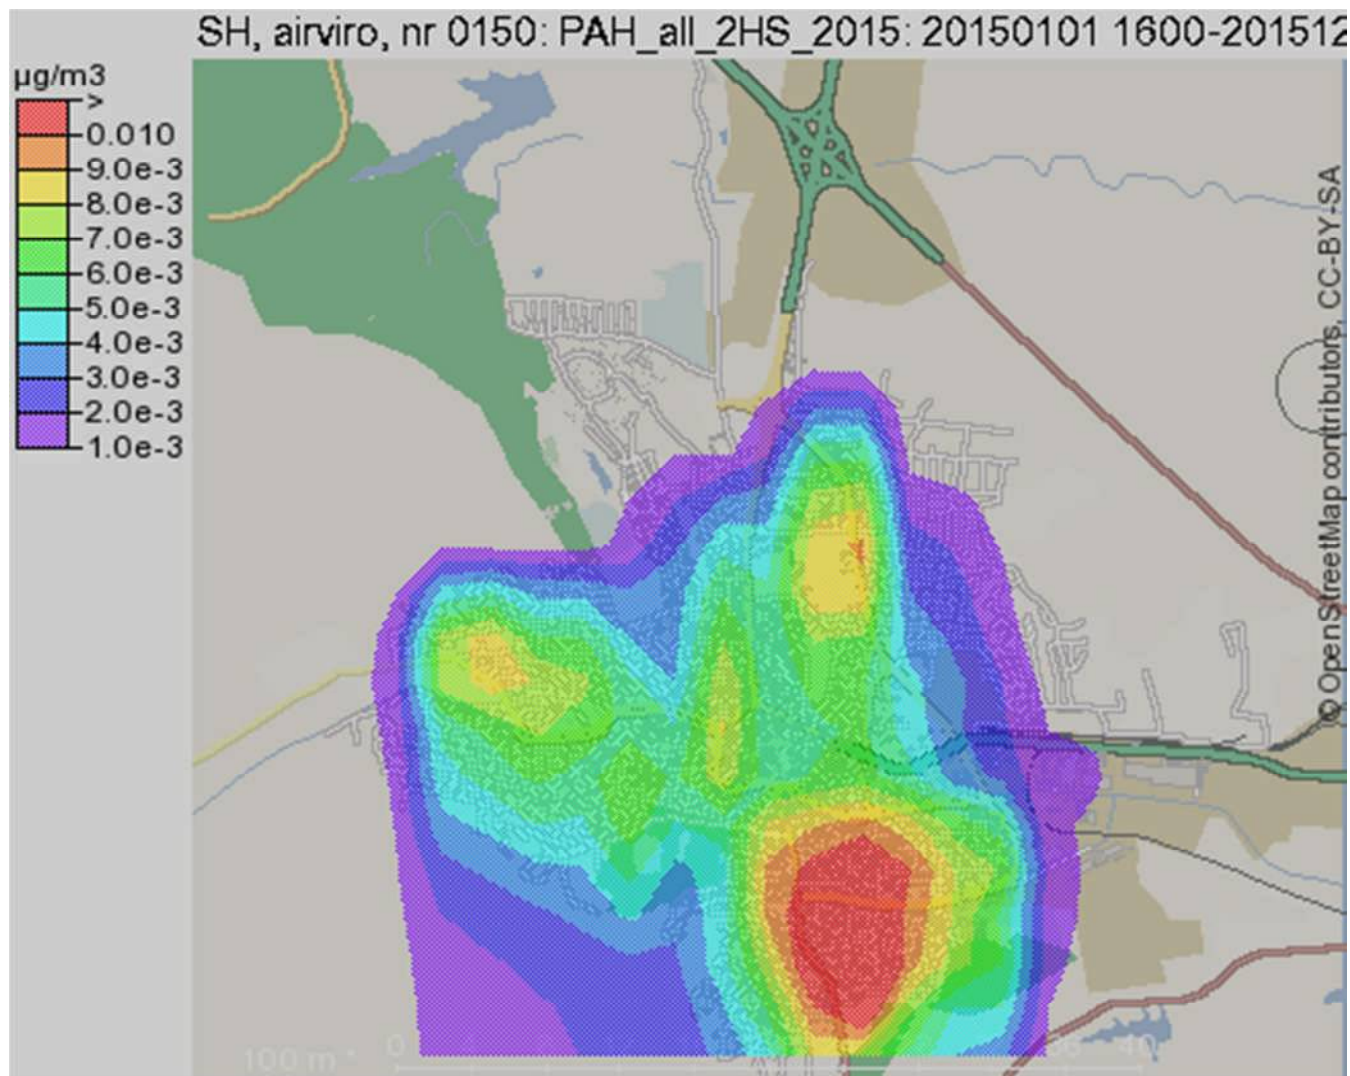 SH, airviro, nr 0150: PAH_all_2HS_2015: 20150101 1600-201512
µg/m3
>
0.010
9.0e-3
8.0e-3
7.0e-3
6.0e-3
5.0e-3
4.0e-3
3.0e-3
2.0e-3
1.0e-3
© OpenStreetMap contributors, CC-BY-SA
100 m * 0 40